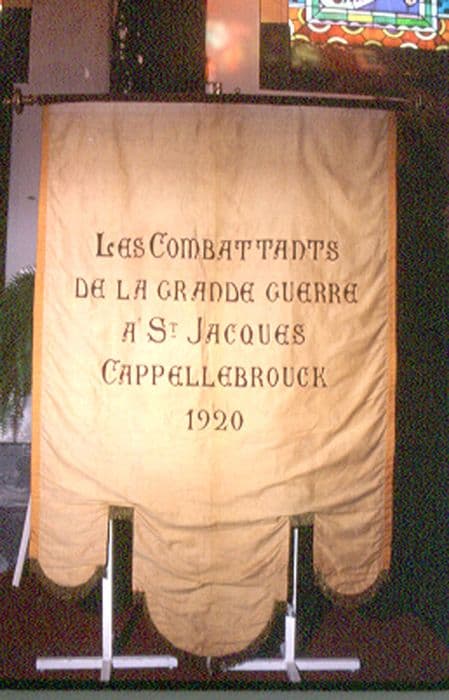 Les Combattants
de la grande guerre
a St Jacques
Cappellebrouck
1920